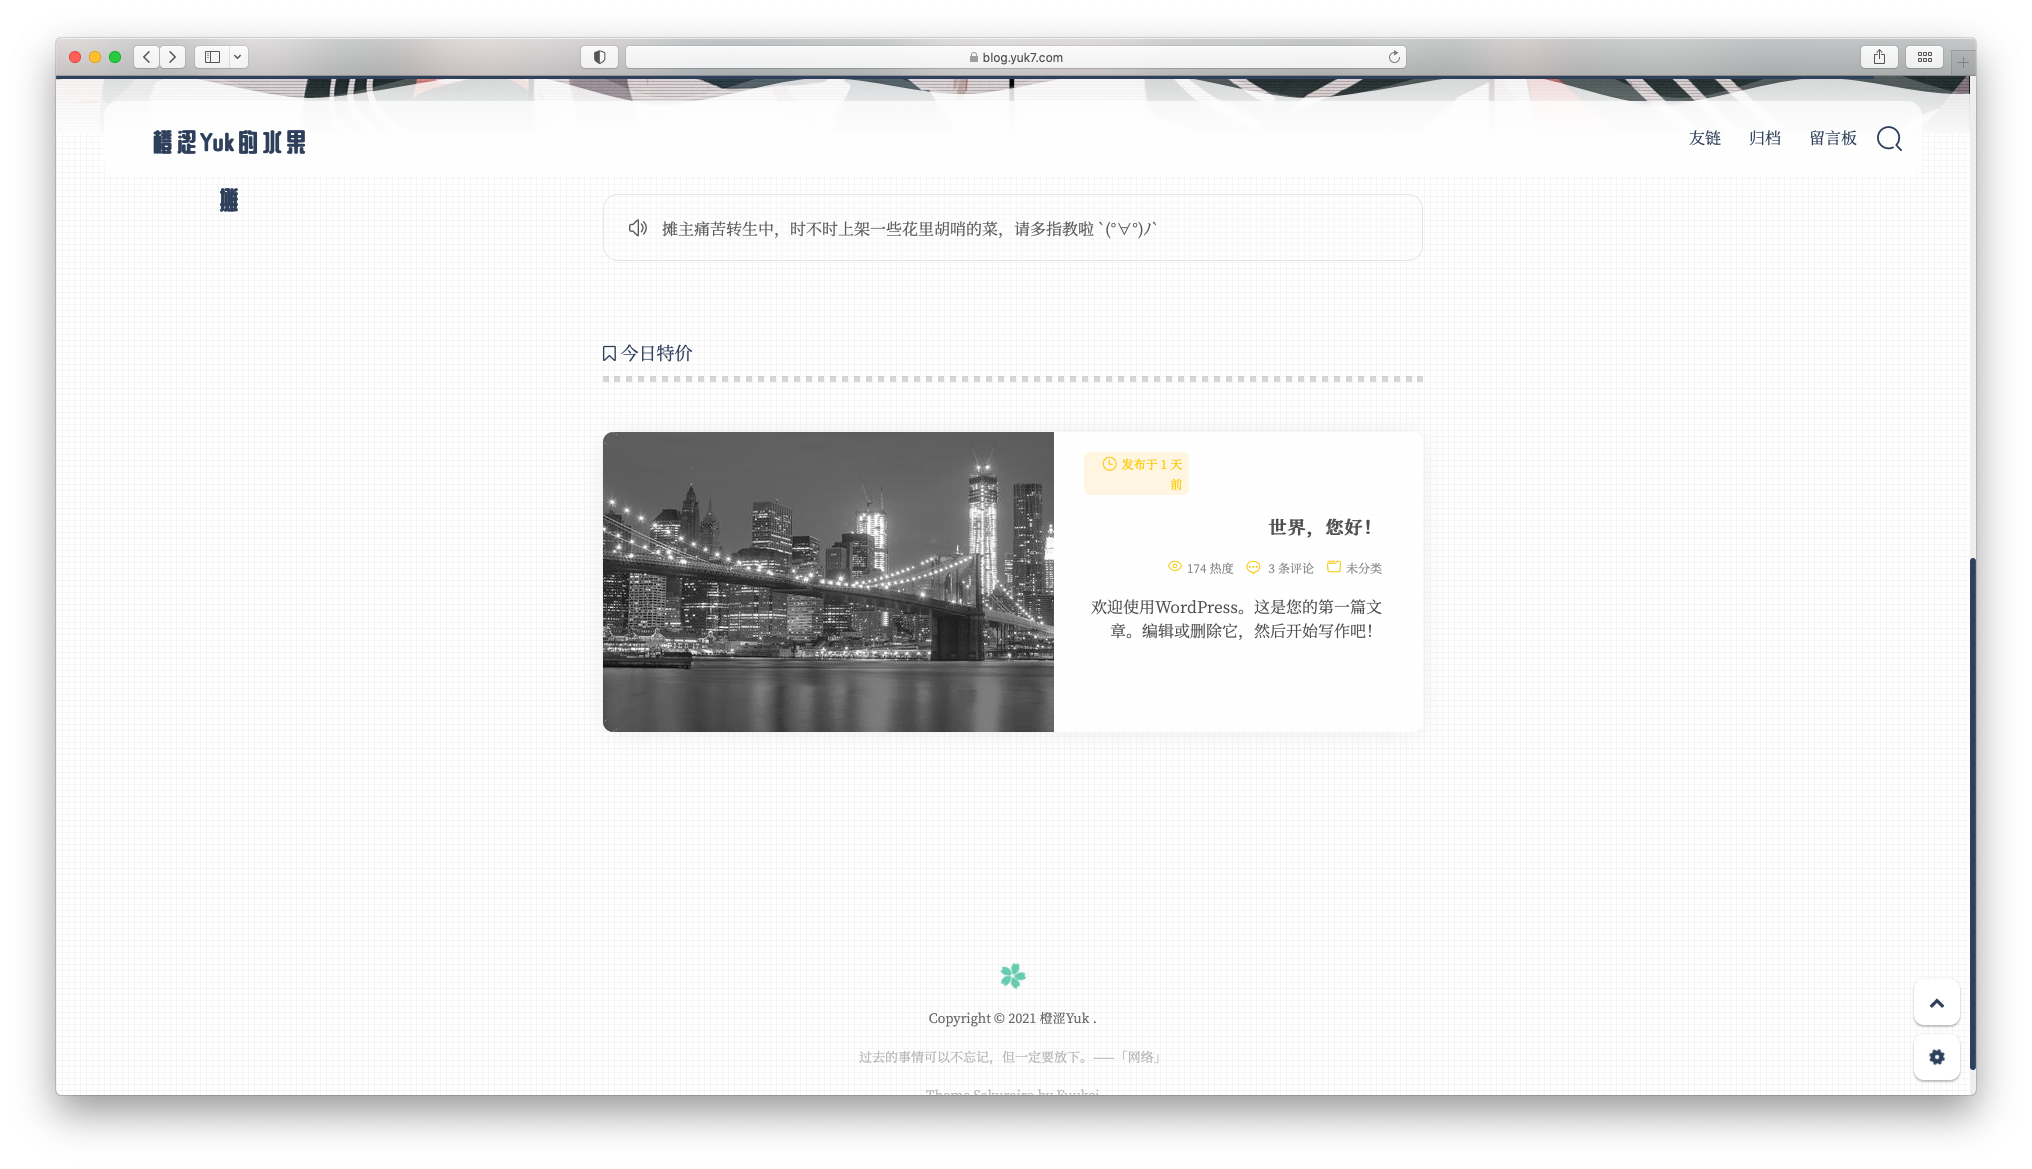 blog.yuk7.com
橙涩Yuk的水果
摊
友链 归档 留言板
摊主痛苦转生中，时不时上架一些花里胡哨的菜，请多指教啦 `(°∀°)ﾉ`
今日特价
发布于 1 天
前
世界，您好！
174 热度 3 条评论 未分类
欢迎使用WordPress。这是您的第一篇文
章。编辑或删除它，然后开始写作吧！
Copyright © 2021 橙涩Yuk .
过去的事情可以不忘记，但一定要放下。——「网络」
Theme Sakurairo by Fuukei